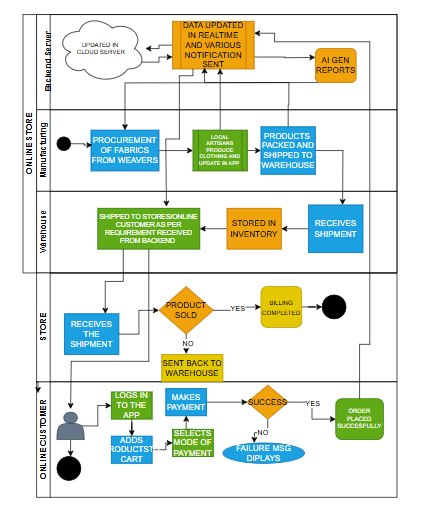 ONLINE STORE
Backend Server
UPDATED IN
CLOUD SERVER
DATA UPDATED
IN REALTIME
AND VARIOUS
NOTIFICATION
SENT
AI GEN
REPORTS
Manufacturing
PROCUREMENT
OF FABRICS
FROM WEAVERS
LOCAL
ARTISANS
PRODUCE
CLOTHING AND
UPDATE IN APP
PRODUCTS
PACKED AND
SHIPPED TO
WAREHOUSE
Warehouse
SHIPPED TO STORES/ONLINE
CUSTOMER AS PER
REQUIREMENT RECEIVED
FROM BACKEND
STORED IN
INVENTORY
RECEIVES
SHIPMENT
STORE
RECEIVES
THE
SHIPMENT
PRODUCT
SOLD
YES
BILLING
COMPLETED
NO
SENT BACK TO
WAREHOUSE
ONLINE CUSTOMER
LOGS IN
TO THE
APP
ADDS
RODUCTST
CART
MAKES
PAYMENT
SELECTS
MODE OF
PAYMENT
SUCCESS
YES
NO
FAILURE MSG
DIPLAYS
ORDER
PLACED
SUCCESFULLY